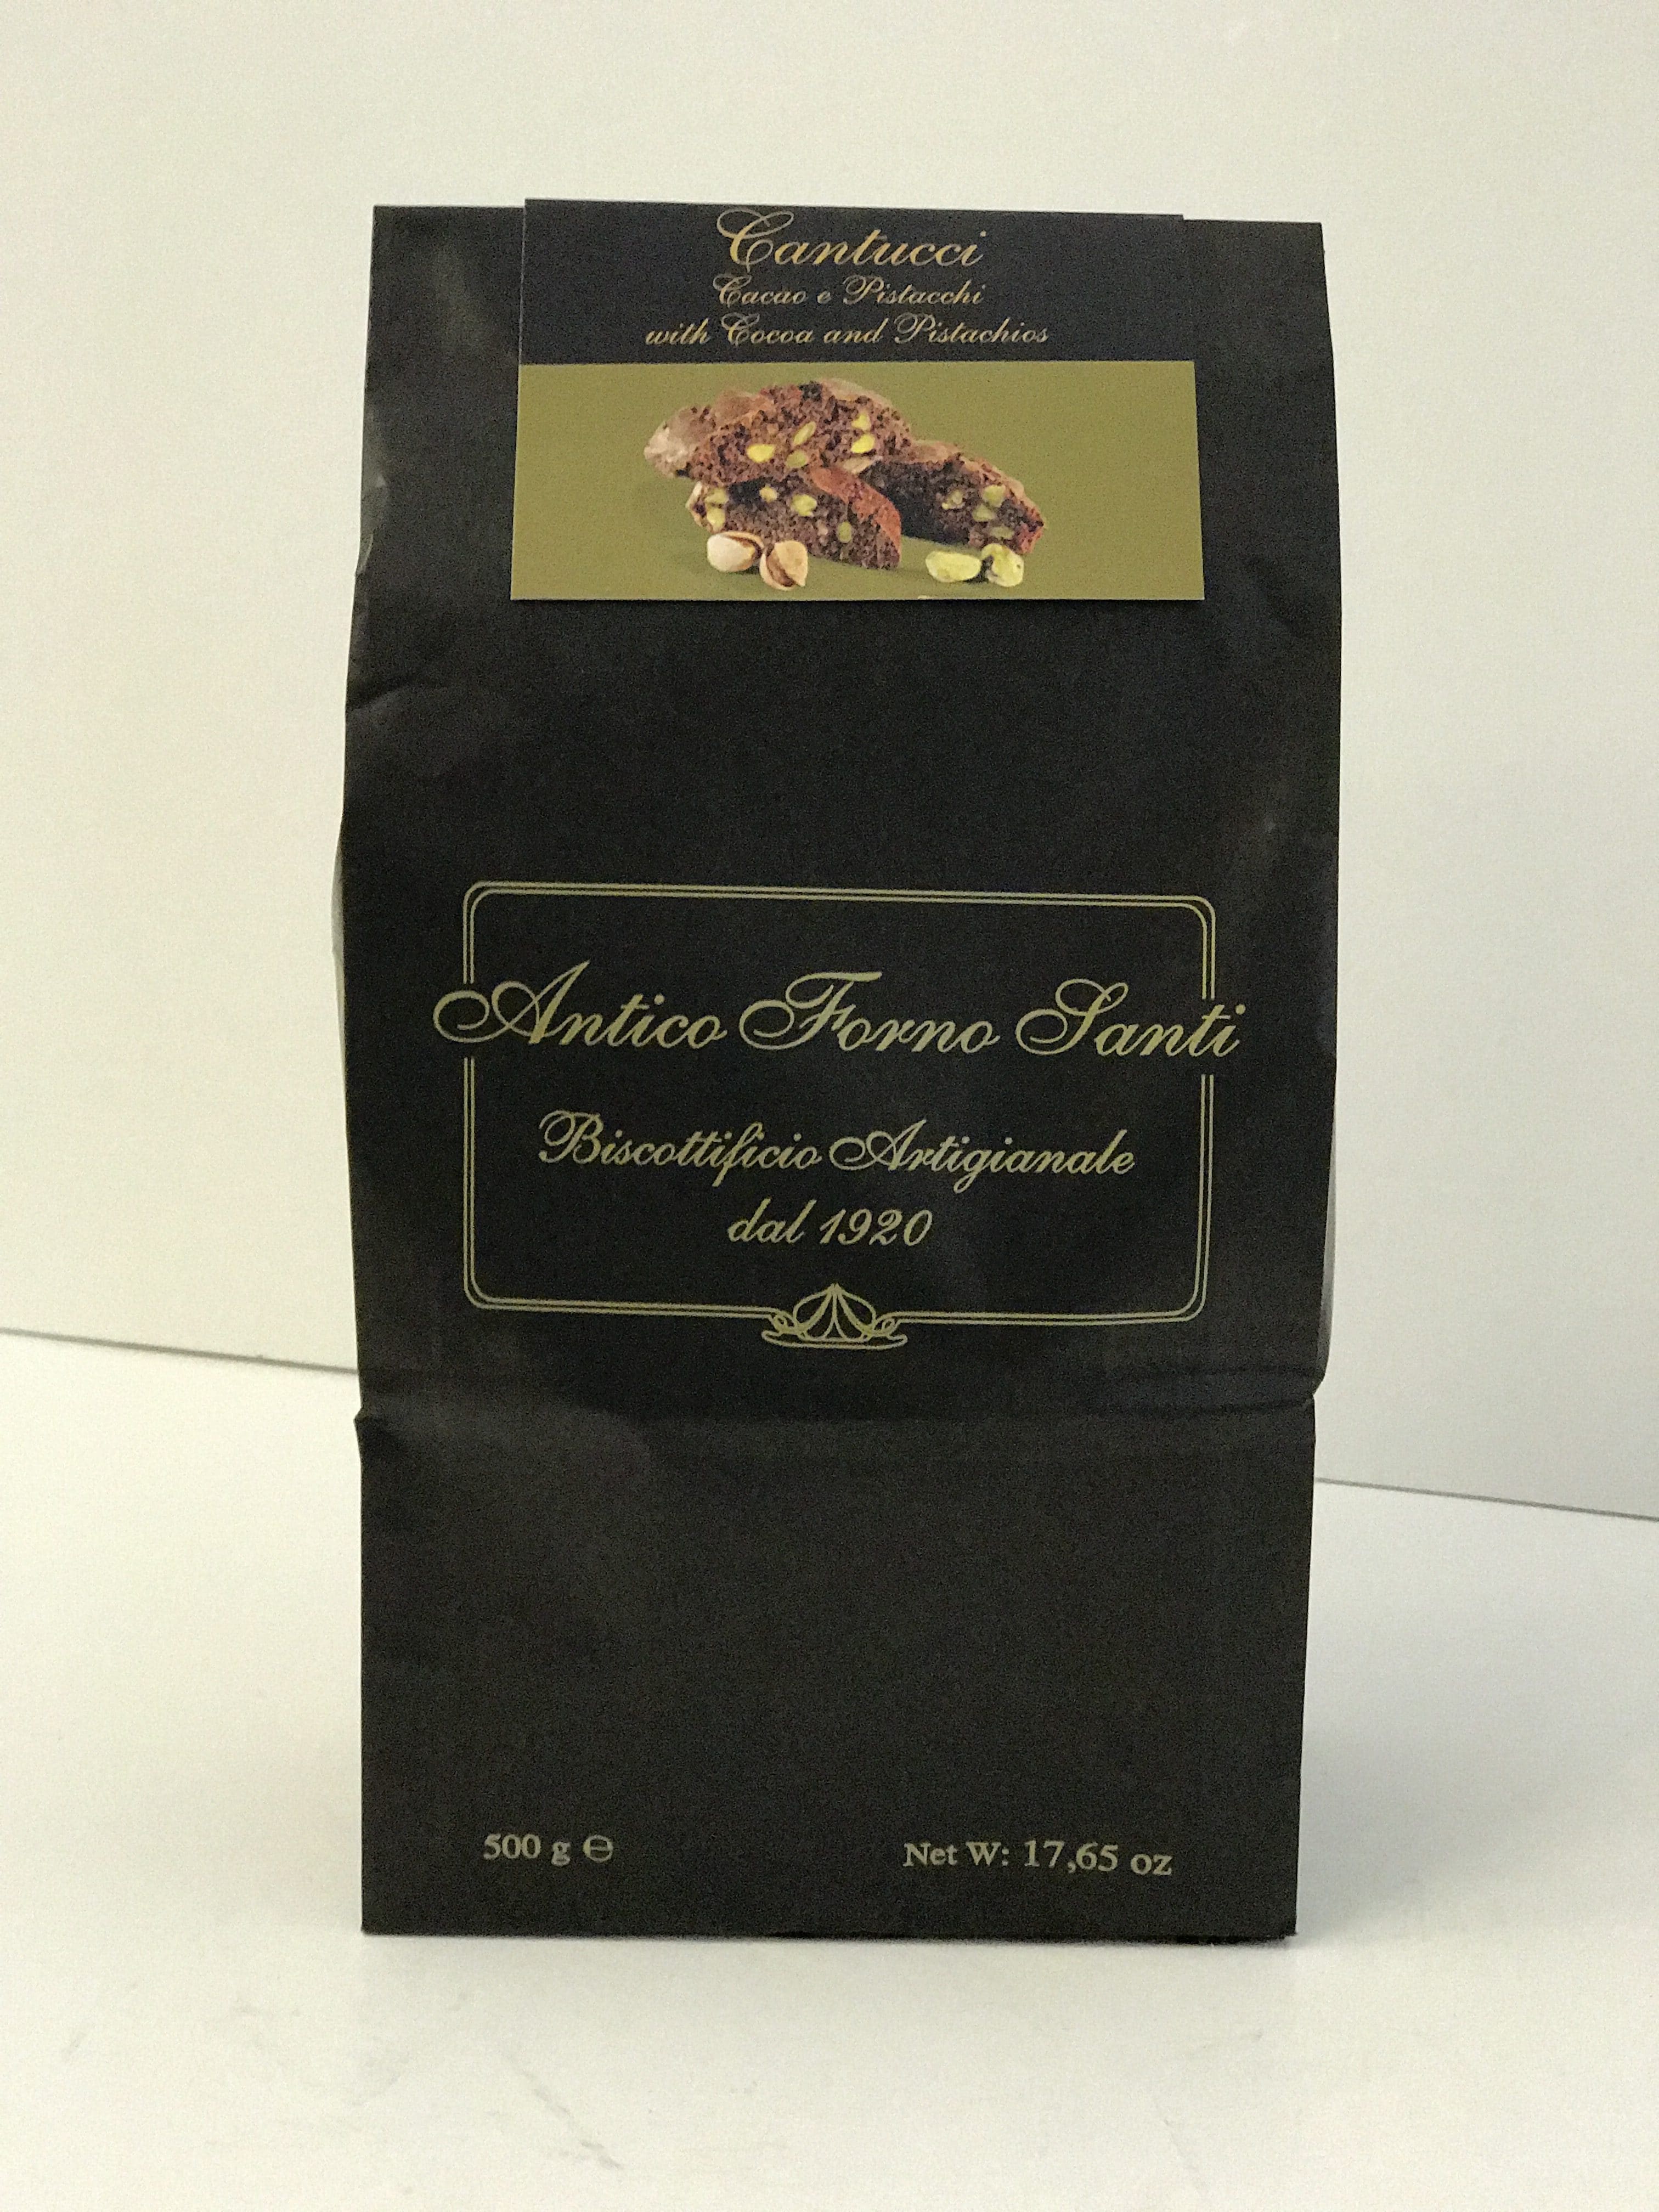 Cantucci
Cacao e Pistacchi
with Cocoa and Pistachios
Antico Forno Santi
Biscottificio Artigianale
dal 1920
500 g ℮
Net W: 17,65 oz